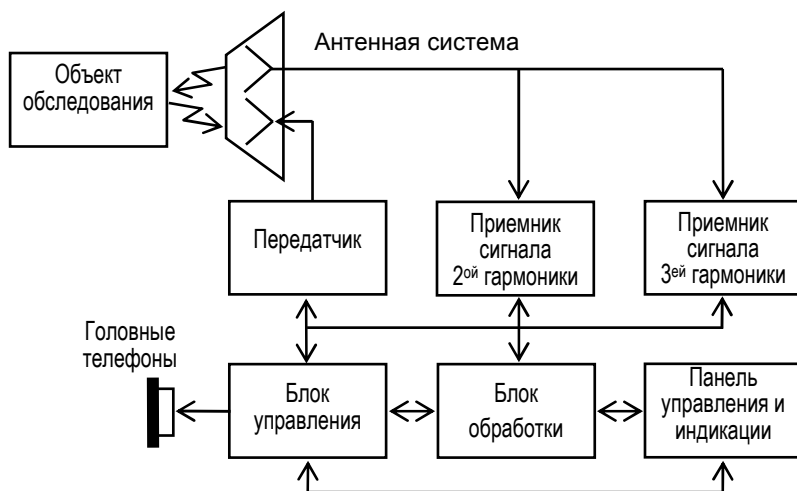 Антенная система
Объект
обследования
Передатчик
Приемник
сигнала
2ой гармоники
Приемник
сигнала
3ей гармоники
Головные
телефоны
Блок
управления
Блок
обработки
Панель
управления и
индикации